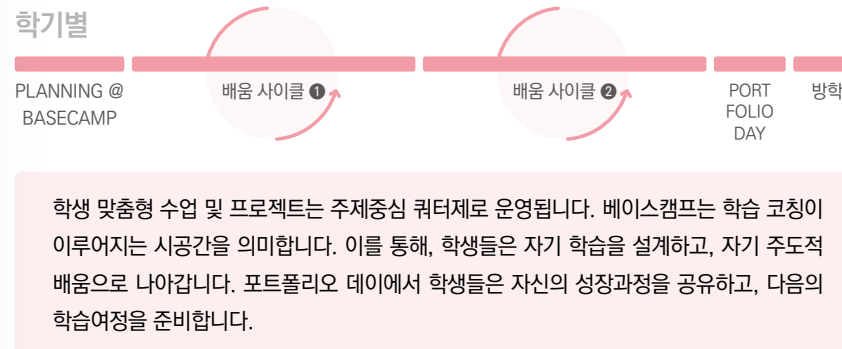 학기별
PLANNING @
BASECAMP
배움 사이클 ❶
배움 사이클 ❷
PORT
FOLIO
DAY
방학
학생 맞춤형 수업 및 프로젝트는 주제중심 쿼터제로 운영됩니다. 베이스캠프는 학습 코칭이
이루어지는 시공간을 의미합니다. 이를 통해, 학생들은 자기 학습을 설계하고, 자기 주도적
배움으로 나아갑니다. 포트폴리오 데이에서 학생들은 자신의 성장과정을 공유하고, 다음의
학습여정을 준비합니다.